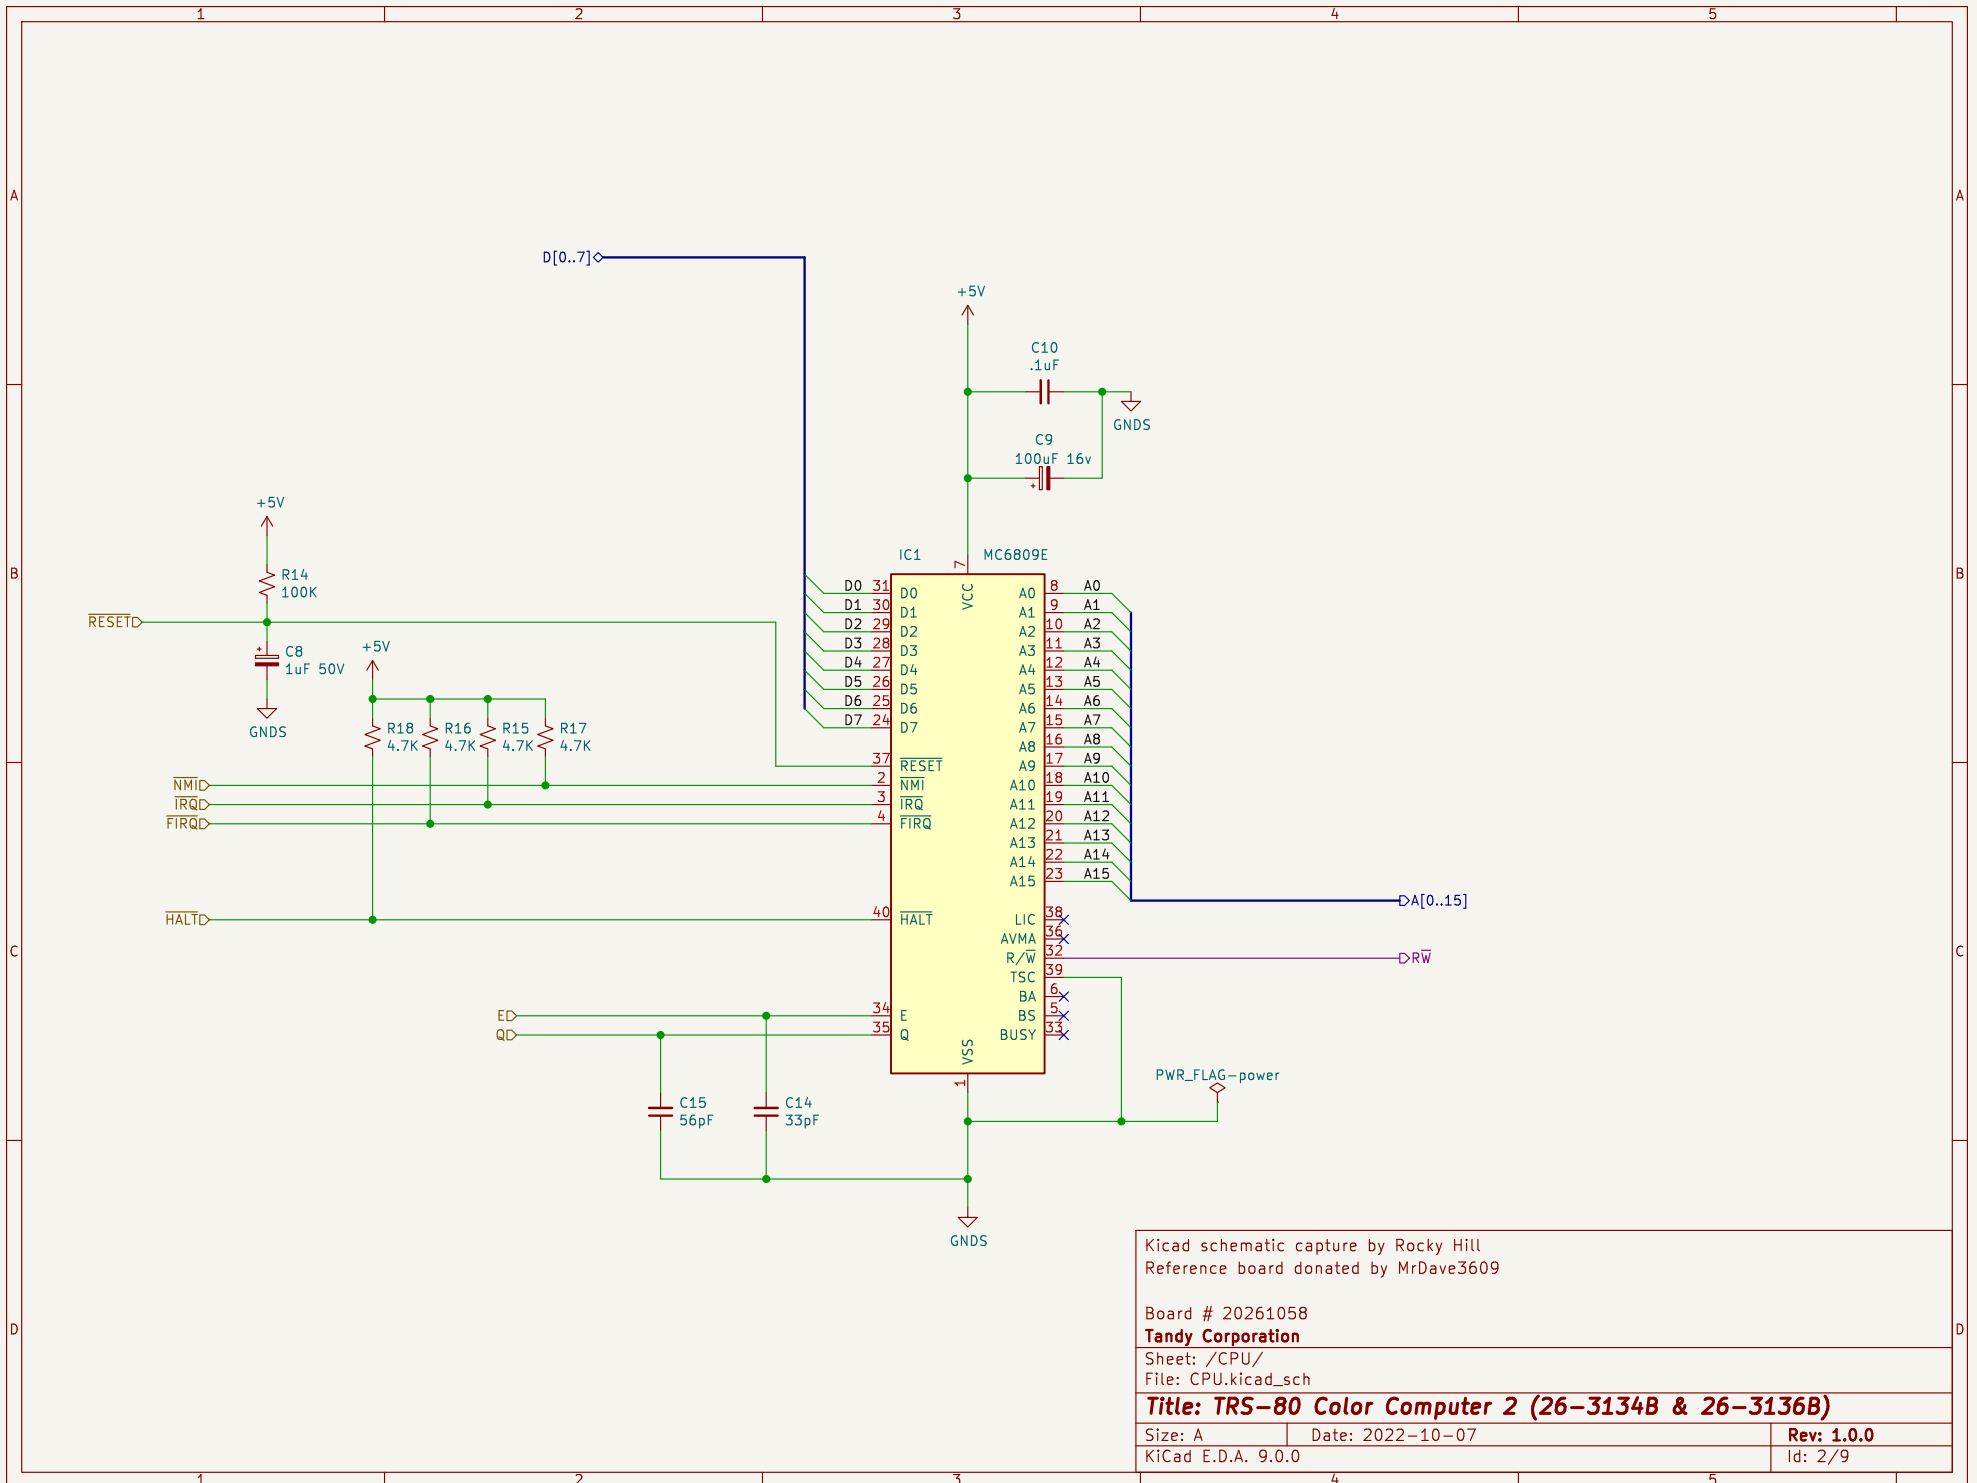 1 2 3 4 5
A A
D[0..7]
+5V
C10
.1uF
GNDS
C9
100uF 16v
+5V
IC1 MC6809E
R14
100K
B B
7
VCC
RESET
C8
1uF 50V
GNDS
+5V
R18
4.7K
R16
4.7K
R15
4.7K
R17
4.7K
D0 31 D0
D1 30 D1
D2 29 D2
D3 28 D3
D4 27 D4
D5 26 D5
D6 25 D6
D7 24 D7
37 RESET
NMI 2 NMI
IRQ 3 IRQ
FIRQ 4 FIRQ
HALT 40 HALT
E 34 E
Q 35 Q
A0 8 A0
A1 9 A1
A2 10 A2
A3 11 A3
A4 12 A4
A5 13 A5
A6 14 A6
A7 15 A7
A8 16 A8
A9 17 A9
A10 18 A10
A11 19 A11
A12 20 A12
A13 21 A13
A14 22 A14
A15 23 A15
A[0..15]
LIC 38
AVMA 36
R/W 32 RW
TSC 39
BA 6
BS 5
BUSY 33
C C
VSS
1
PWR_FLAG-power
C15
56pF
C14
33pF
GNDS
D D
Kicad schematic capture by Rocky Hill
Reference board donated by MrDave3609
Board # 20261058
Tandy Corporation
Sheet: /CPU/
File: CPU.kicad_sch
Title: TRS-80 Color Computer 2 (26-3134B & 26-3136B)
Size: A Date: 2022-10-07 Rev: 1.0.0
KiCad E.D.A. 9.0.0 Id: 2/9
1 2 3 4 5